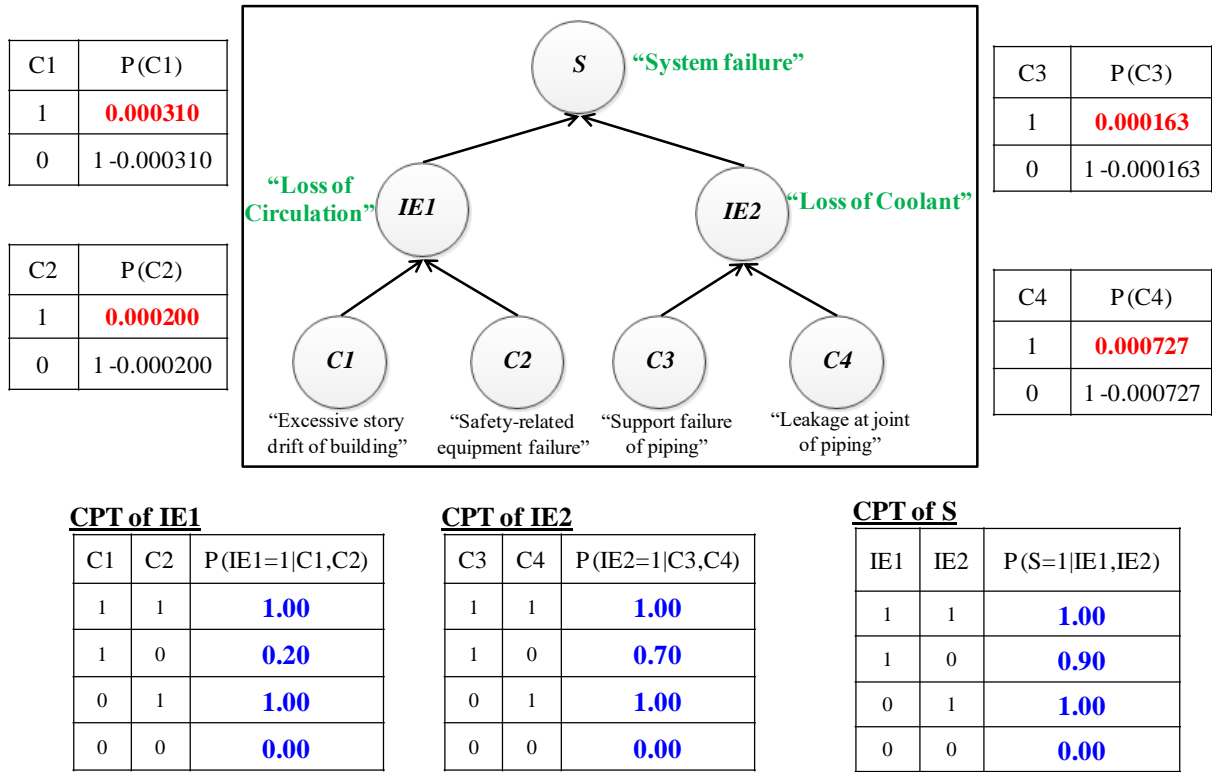 C1 P(C1)
1 0.000310
0 1-0.000310
C2 P(C2)
1 0.000200
0 1-0.000200
S
“System failure”
“Loss of
Circulation”
IE1
IE2
“Loss of Coolant”
C1
C2
C3
C4
“Excessive story
drift of building”
“Safety-related
equipment failure”
“Support failure
of piping”
“Leakage at joint
of piping”
C3 P(C3)
1 0.000163
0 1-0.000163
C4 P(C4)
1 0.000727
0 1-0.000727
CPT of IE1
C1 C2 P(IE1=1|C1,C2)
1 1 1.00
1 0 0.20
0 1 1.00
0 0 0.00
CPT of IE2
C3 C4 P(IE2=1|C3,C4)
1 1 1.00
1 0 0.70
0 1 1.00
0 0 0.00
CPT of S
IE1 IE2 P(S=1|IE1,IE2)
1 1 1.00
1 0 0.90
0 1 1.00
0 0 0.00